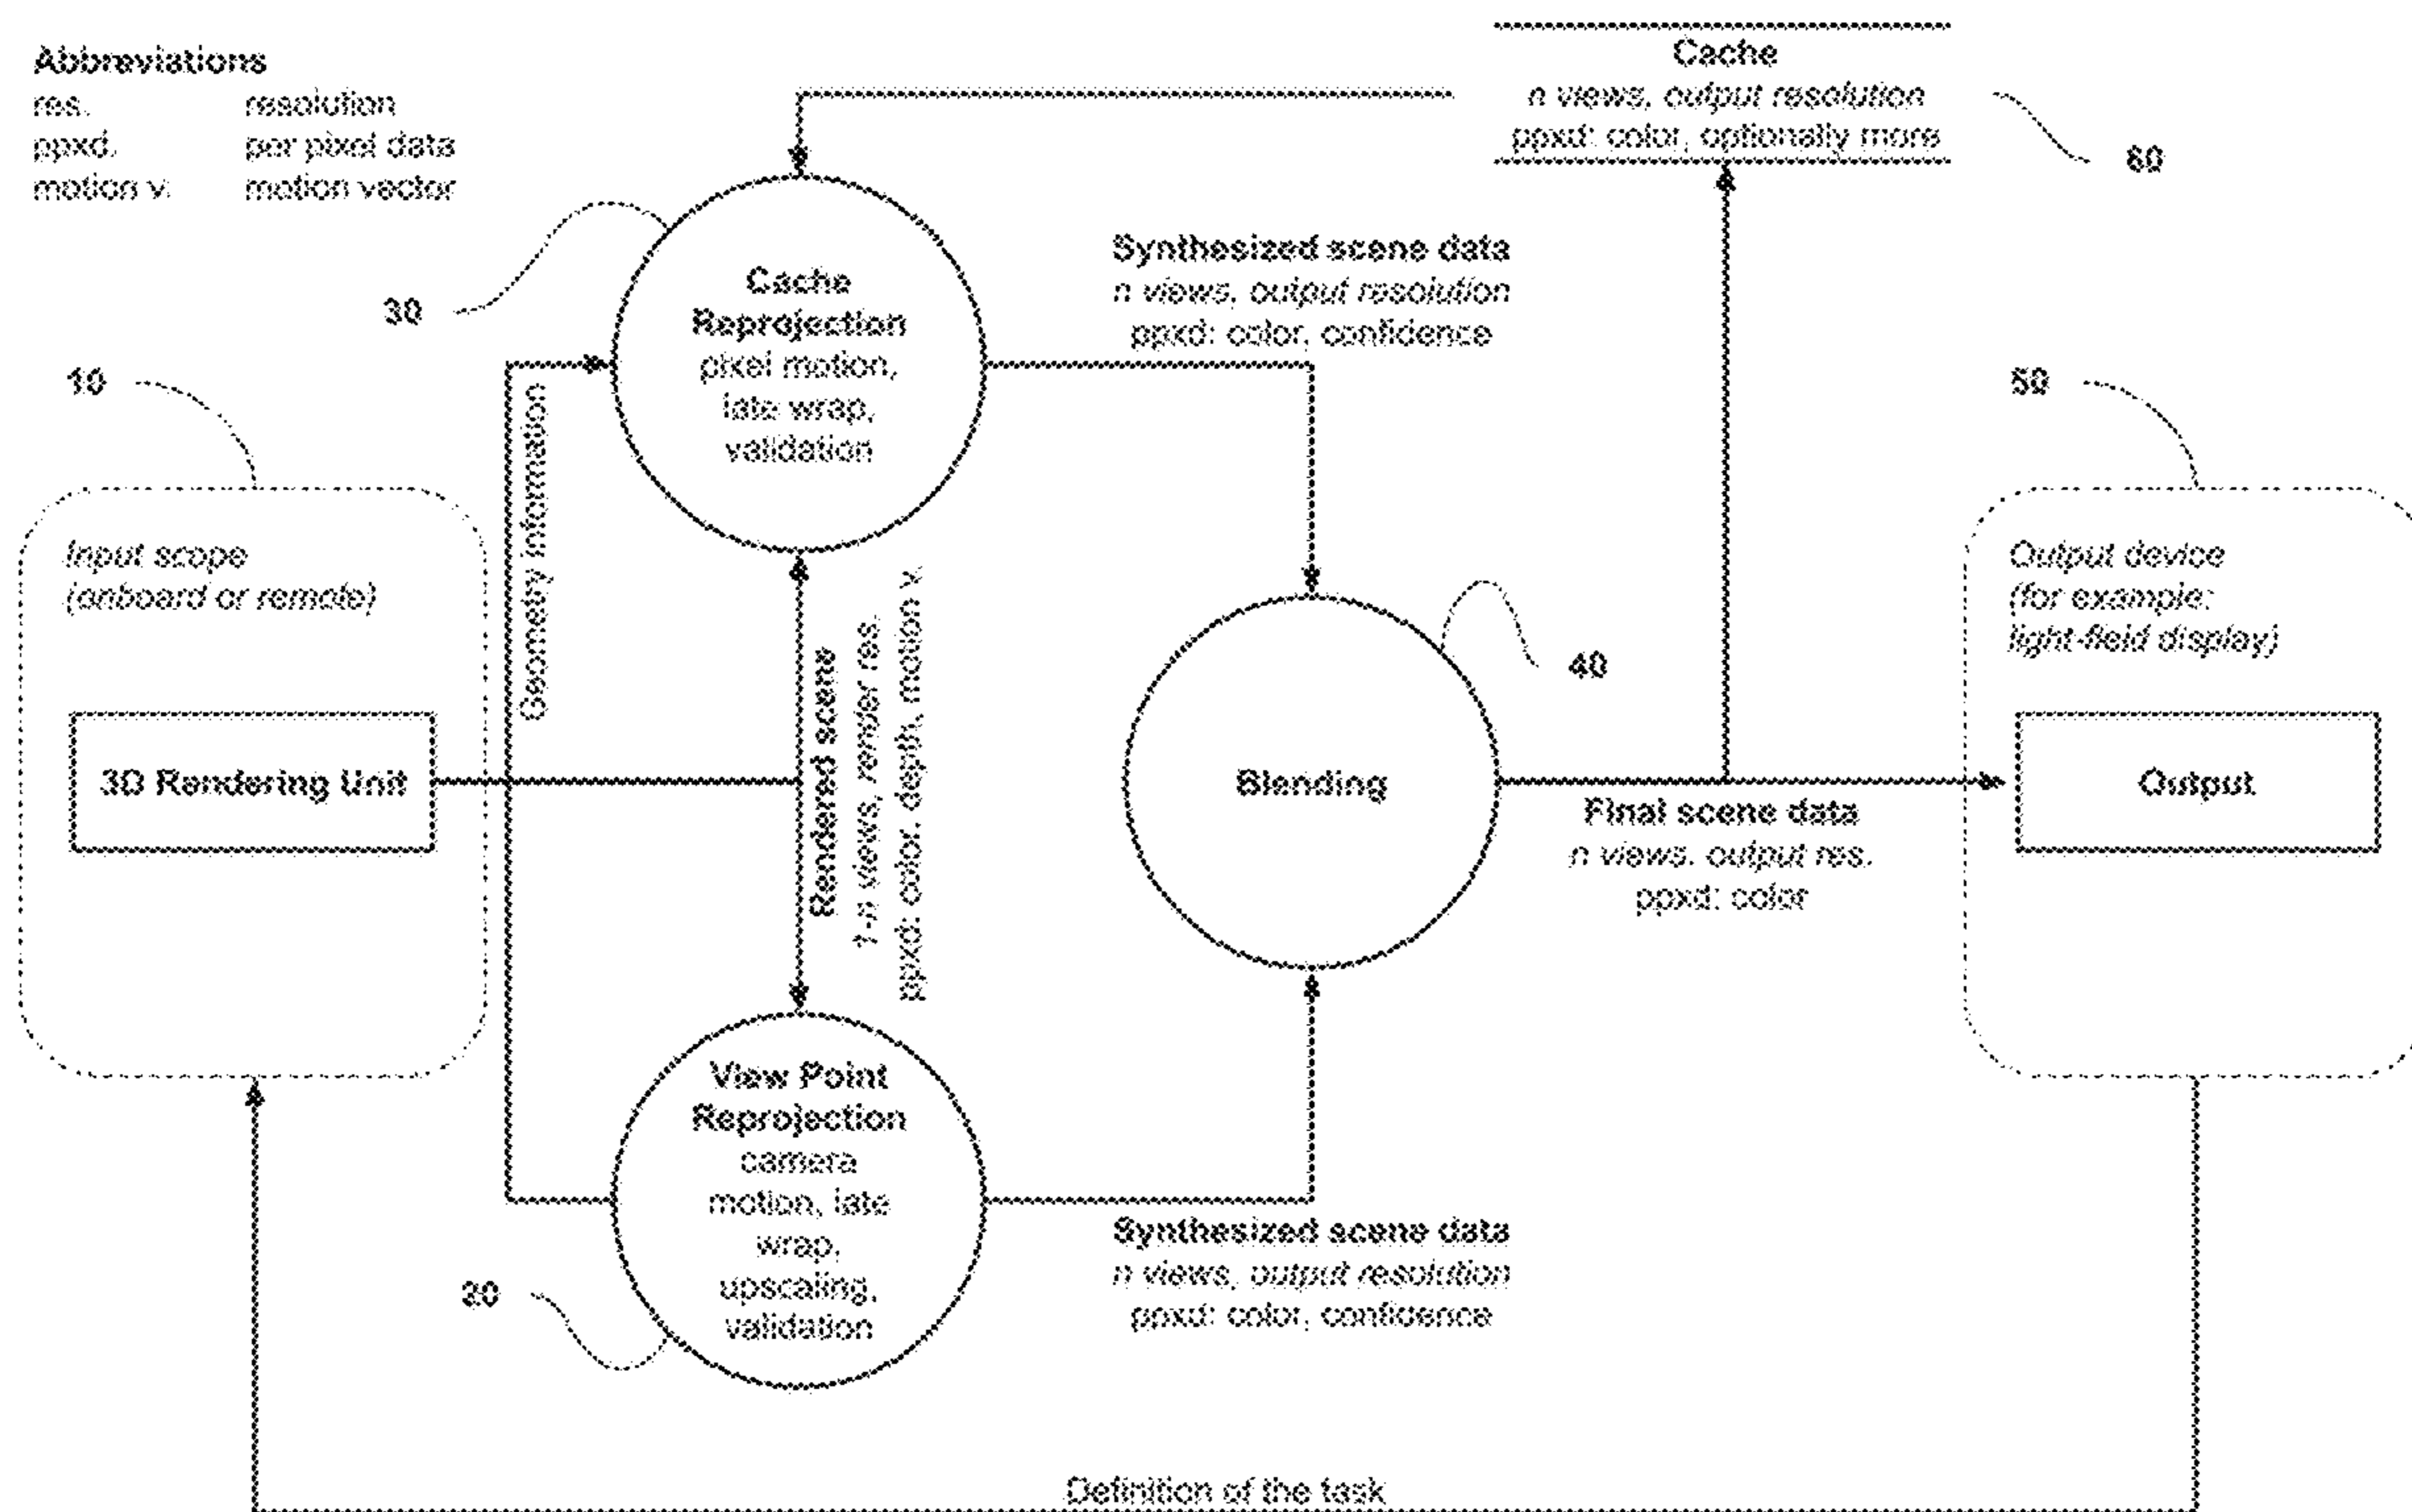 Abbreviations
res. resolution
ppxd. per pixel data
motion v. motion vector
Cache
n views, output resolution
ppxd: color, optionally more
60
30
Cache
Reprojection
pixel motion,
late wrap,
validation
Synthesized scene data
n views, output resolution
ppxd: color, confidence
10
Input scope
(onboard or remote)
3D Rendering Unit
Geometry information
Rendered scene
1-n views, render res.
ppxd: color, depth, motion v.
Blending
40
50
Output device
(for example:
light-field display)
Output
Final scene data
n views, output res.
ppxd: color
View Point
Reprojection
camera
motion, late
wrap,
upscaling,
validation
20
Synthesized scene data
n views, output resolution
ppxd: color, confidence
Definition of the task